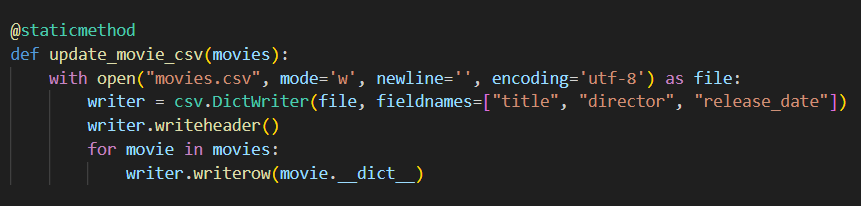 @staticmethod
def update_movie_csv(movies):
    with open("movies.csv", mode='w', newline='', encoding='utf-8') as file:
        writer = csv.DictWriter(file, fieldnames=["title", "director", "release_date"])
        writer.writeheader()
        for movie in movies:
            writer.writerow(movie.__dict__)